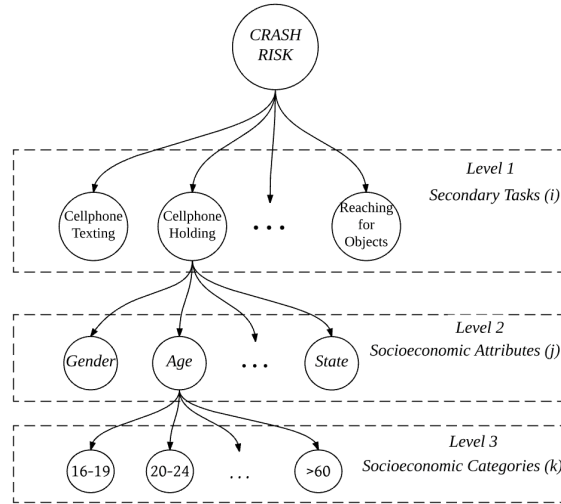 CRASH
RISK
Level 1
Secondary Tasks (i)
Cellphone
Texting
Cellphone
Holding
...
Reaching
for
Objects
Level 2
Socioeconomic Attributes (j)
Gender
Age
...
State
Level 3
Socioeconomic Categories (k)
16-19
20-24
...
>60